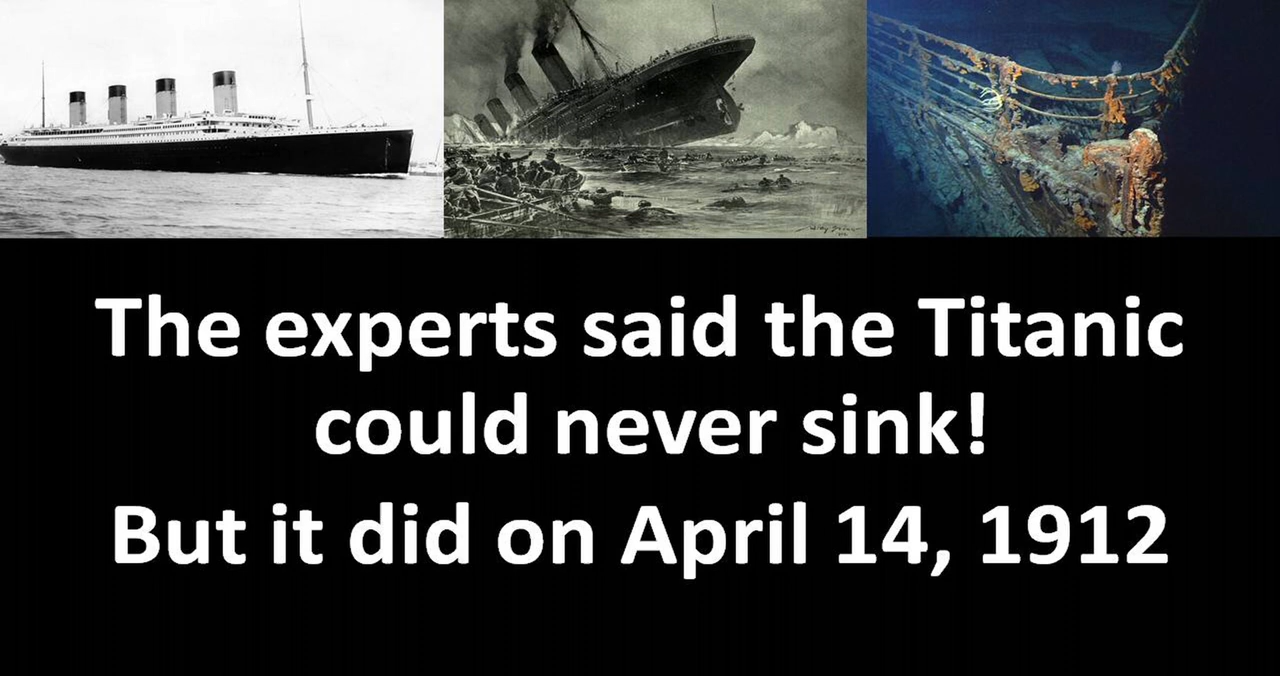 The experts said the Titanic
could never sink!
But it did on April 14, 1912